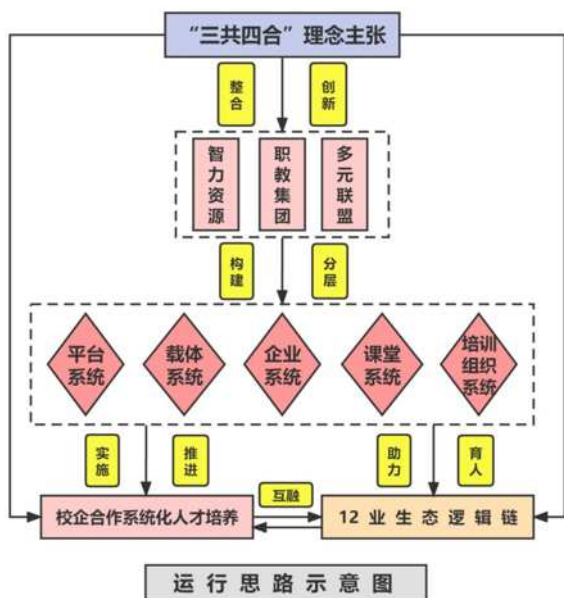 “三共四合”理念主张
整合
创新
智力资源
职教集团
多元联盟
构建
分层
平台
系统
载体
系统
企业
系统
课堂
系统
培训
组织
系统
实施
推进
助力
育人
校企合作系统化人才培养
互融
12业生态逻辑链
运行思路示意图